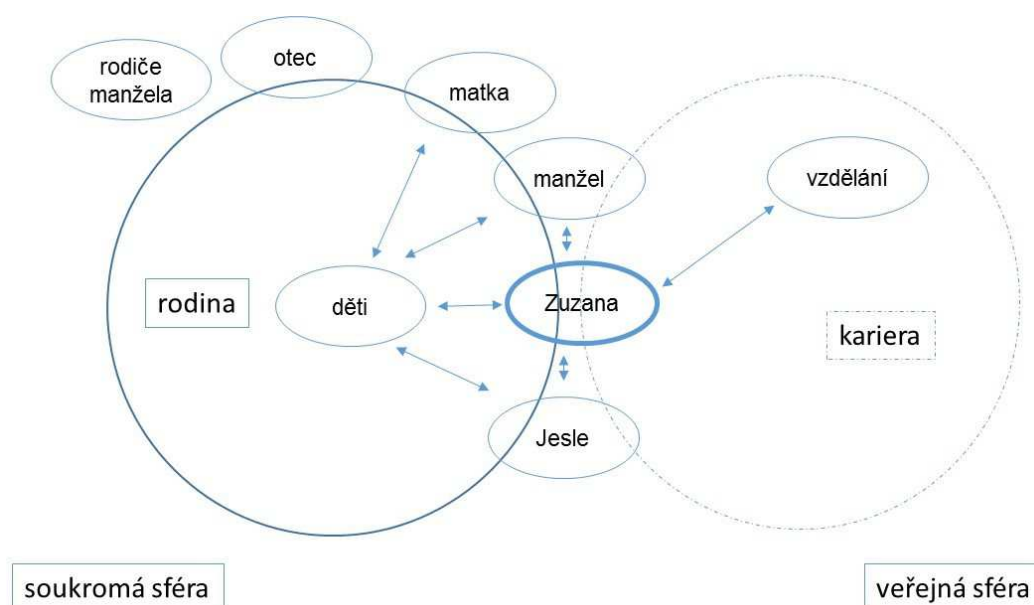 otec
rodiče
manžela
matka
manžel
vzdělání
rodina
děti
Zuzana
kariera
Jesle
soukromá sféra
veřejná sféra